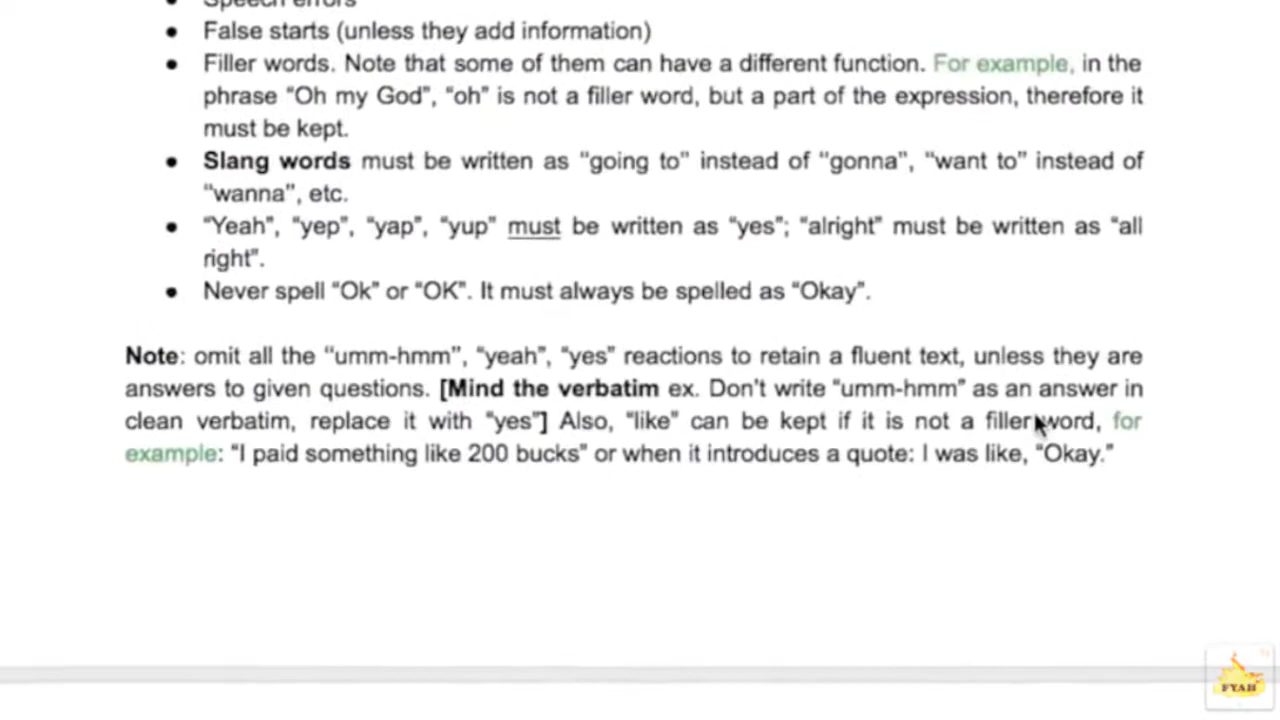 Speech errors
False starts (unless they add information)
Filler words. Note that some of them can have a different function. For example, in the
phrase “Oh my God”, “oh” is not a filler word, but a part of the expression, therefore it
must be kept.
Slang words must be written as “going to” instead of “gonna”, “want to” instead of
“wanna”, etc.
“Yeah”, “yep”, “yap”, “yup” must be written as “yes”; “alright” must be written as “all
right”.
Never spell “Ok” or “OK”. It must always be spelled as “Okay”.
Note: omit all the “umm-hmm”, “yeah”, “yes” reactions to retain a fluent text, unless they are
answers to given questions. [Mind the verbatim ex. Don't write “umm-hmm” as an answer in
clean verbatim, replace it with “yes”] Also, “like” can be kept if it is not a filler word, for
example: “I paid something like 200 bucks” or when it introduces a quote: I was like, “Okay.”
FYAH